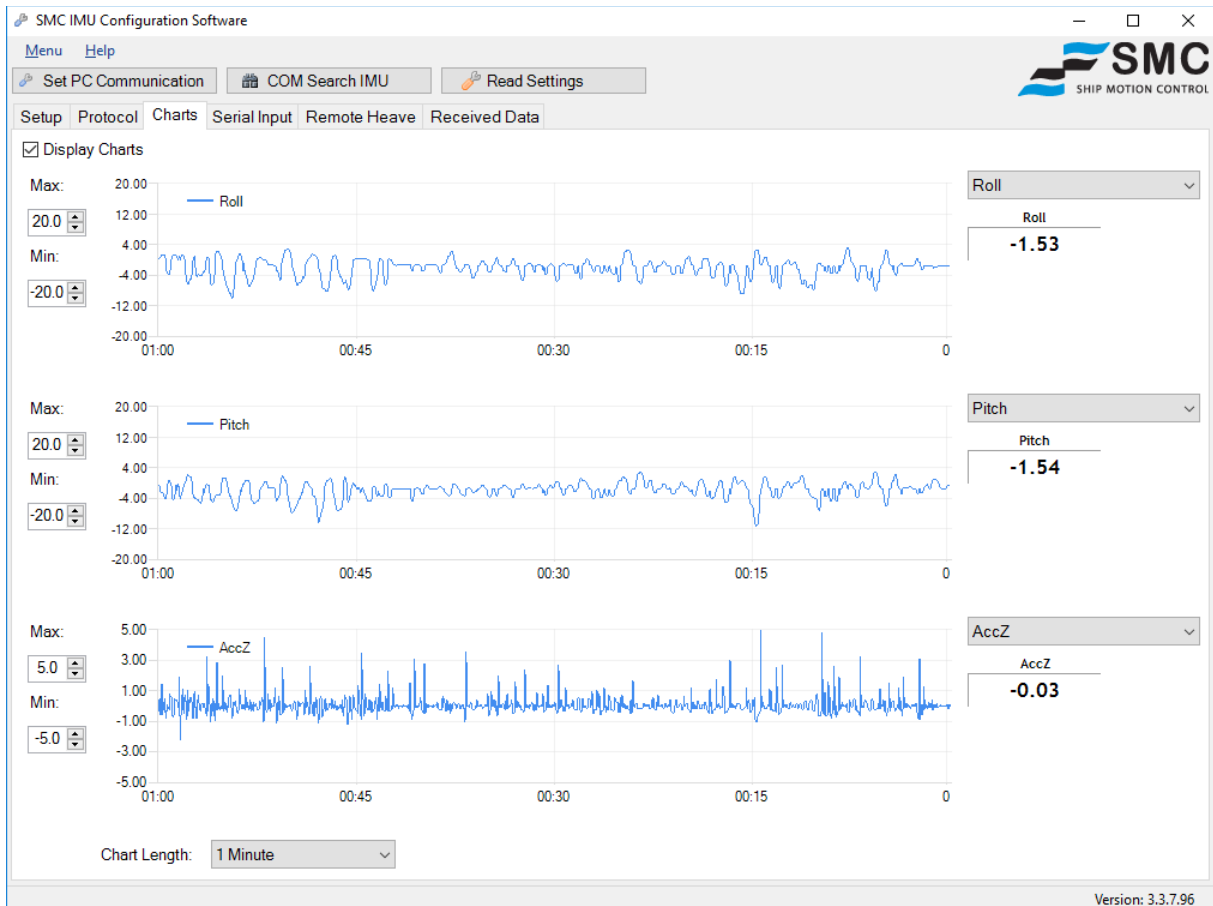 SMC IMU Configuration Software
Menu Help
SMC
SHIP MOTION CONTROL
Set PC Communication COM Search IMU Read Settings
Setup Protocol Charts Serial Input Remote Heave Received Data
Display Charts
Max:
20.0
Min:
-20.0
20.00
12.00
4.00
-4.00
-12.00
-20.00
Roll
01:00 00:45 00:30 00:15 0
Roll
Roll
-1.53
Max:
20.0
Min:
-20.0
20.00
12.00
4.00
-4.00
-12.00
-20.00
Pitch
01:00 00:45 00:30 00:15 0
Pitch
Pitch
-1.54
Max:
5.0
Min:
-5.0
5.00
3.00
1.00
-1.00
-3.00
-5.00
AccZ
01:00 00:45 00:30 00:15 0
AccZ
AccZ
-0.03
Chart Length: 1 Minute
Version: 3.3.7.96